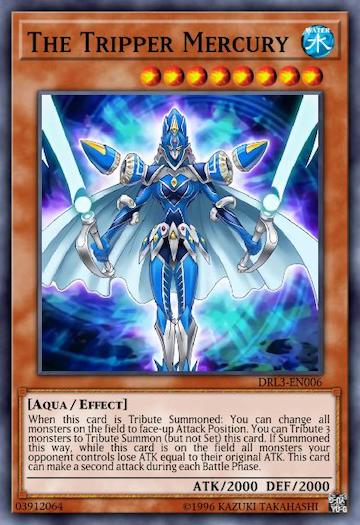 THE TRIPPER MERCURY
WATER
水
DRL3-EN006
[AQUA / EFFECT]
When this card is Tribute Summoned: You can change all
monsters on the field to face-up Attack Position. You can Tribute 3
monsters to Tribute Summon (but not Set) this card. If Summoned
this way, while this card is on the field all monsters your
opponent controls lose ATK equal to their original ATK. This card
can make a second attack during each Battle Phase.
ATK/2000 DEF/2000
03912064
©1996 KAZUKI TAKAHASHI